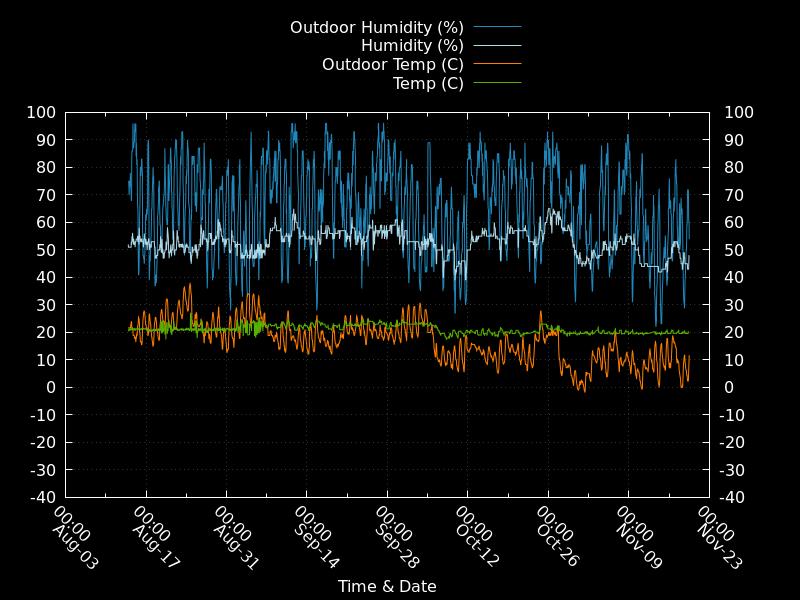 Outdoor Humidity (%)
Humidity (%)
Outdoor Temp (C)
Temp (C)
100 100
90 90
80 80
70 70
60 60
50 50
40 40
30 30
20 20
10 10
0 0
-10 -10
-20 -20
-30 -30
-40 -40
00:00 00:00 00:00 00:00 00:00 00:00 00:00 00:00 00:00
Aug-03 Aug-17 Aug-31 Sep-14 Sep-28 Oct-12 Oct-26 Nov-09 Nov-23
Time & Date